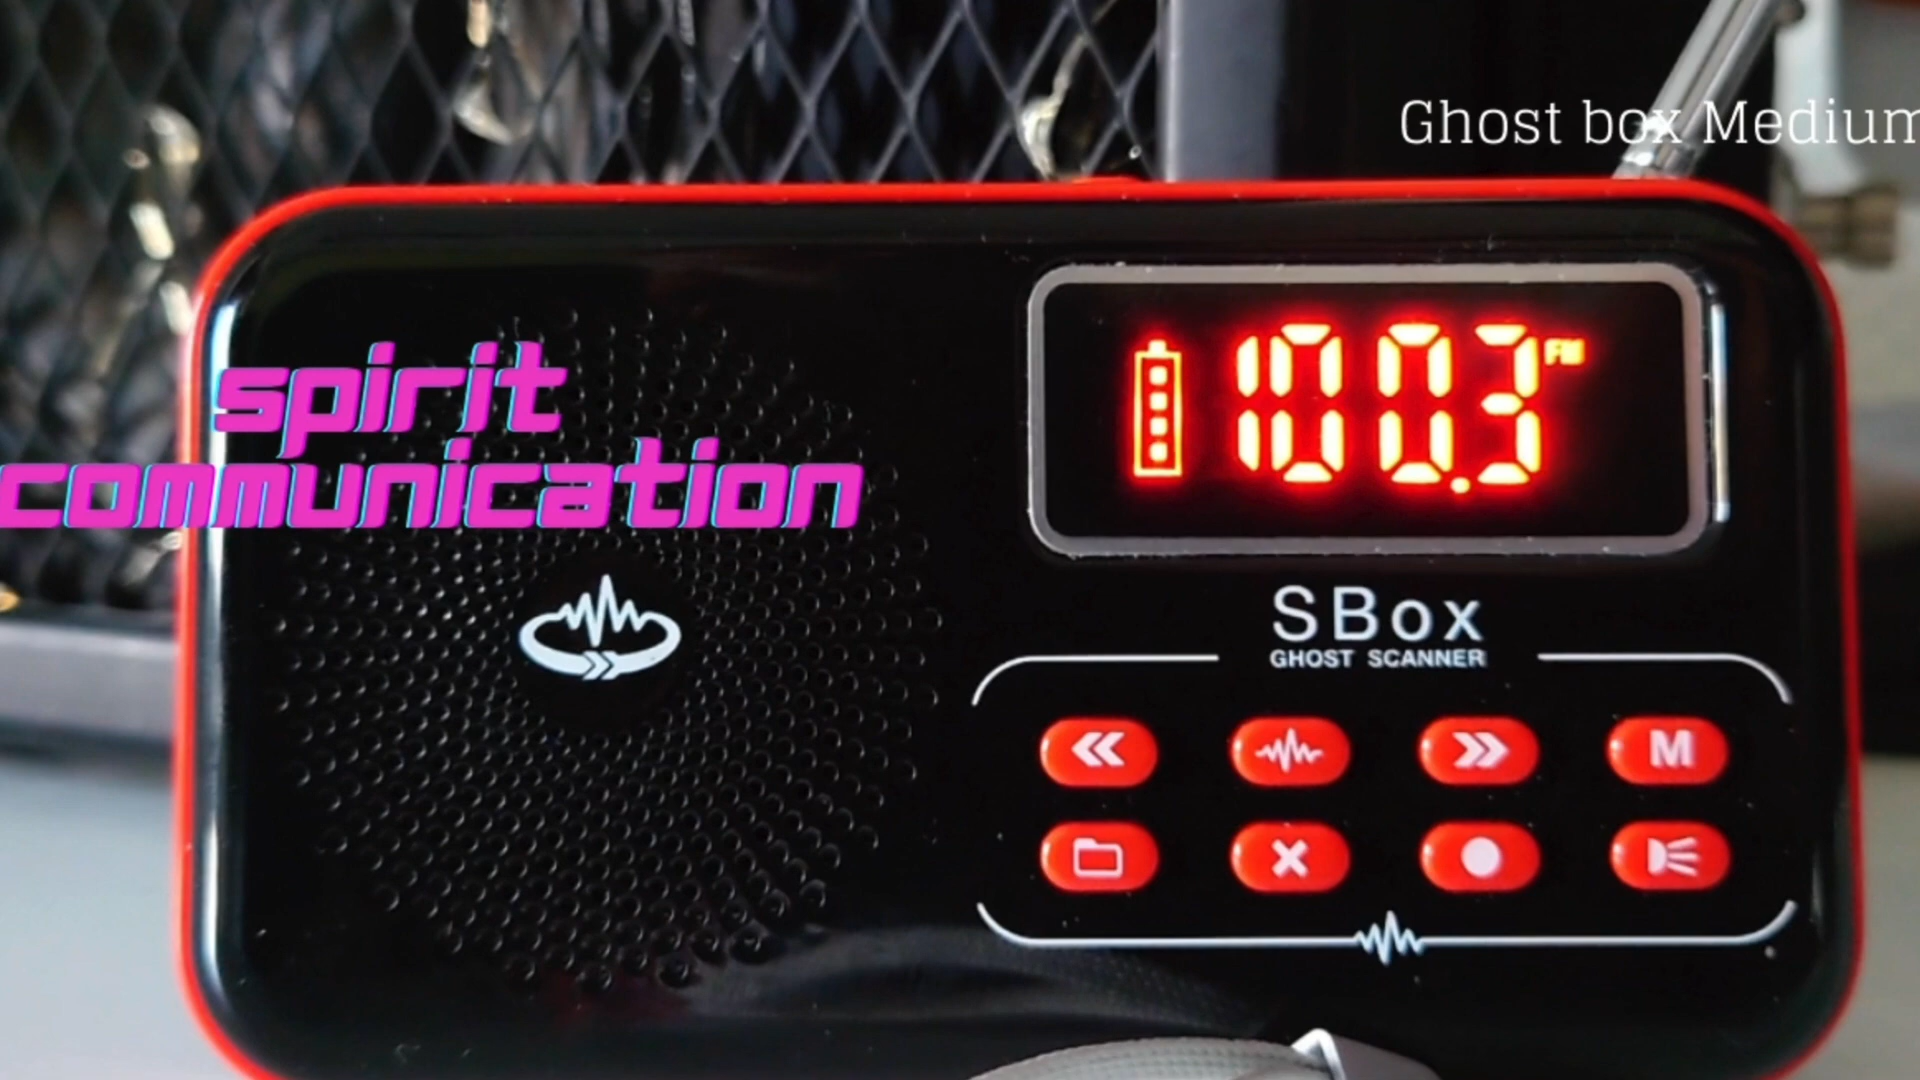 Ghost box Medium
spirit
communication
100.3 FM
SBox
GHOST SCANNER
M